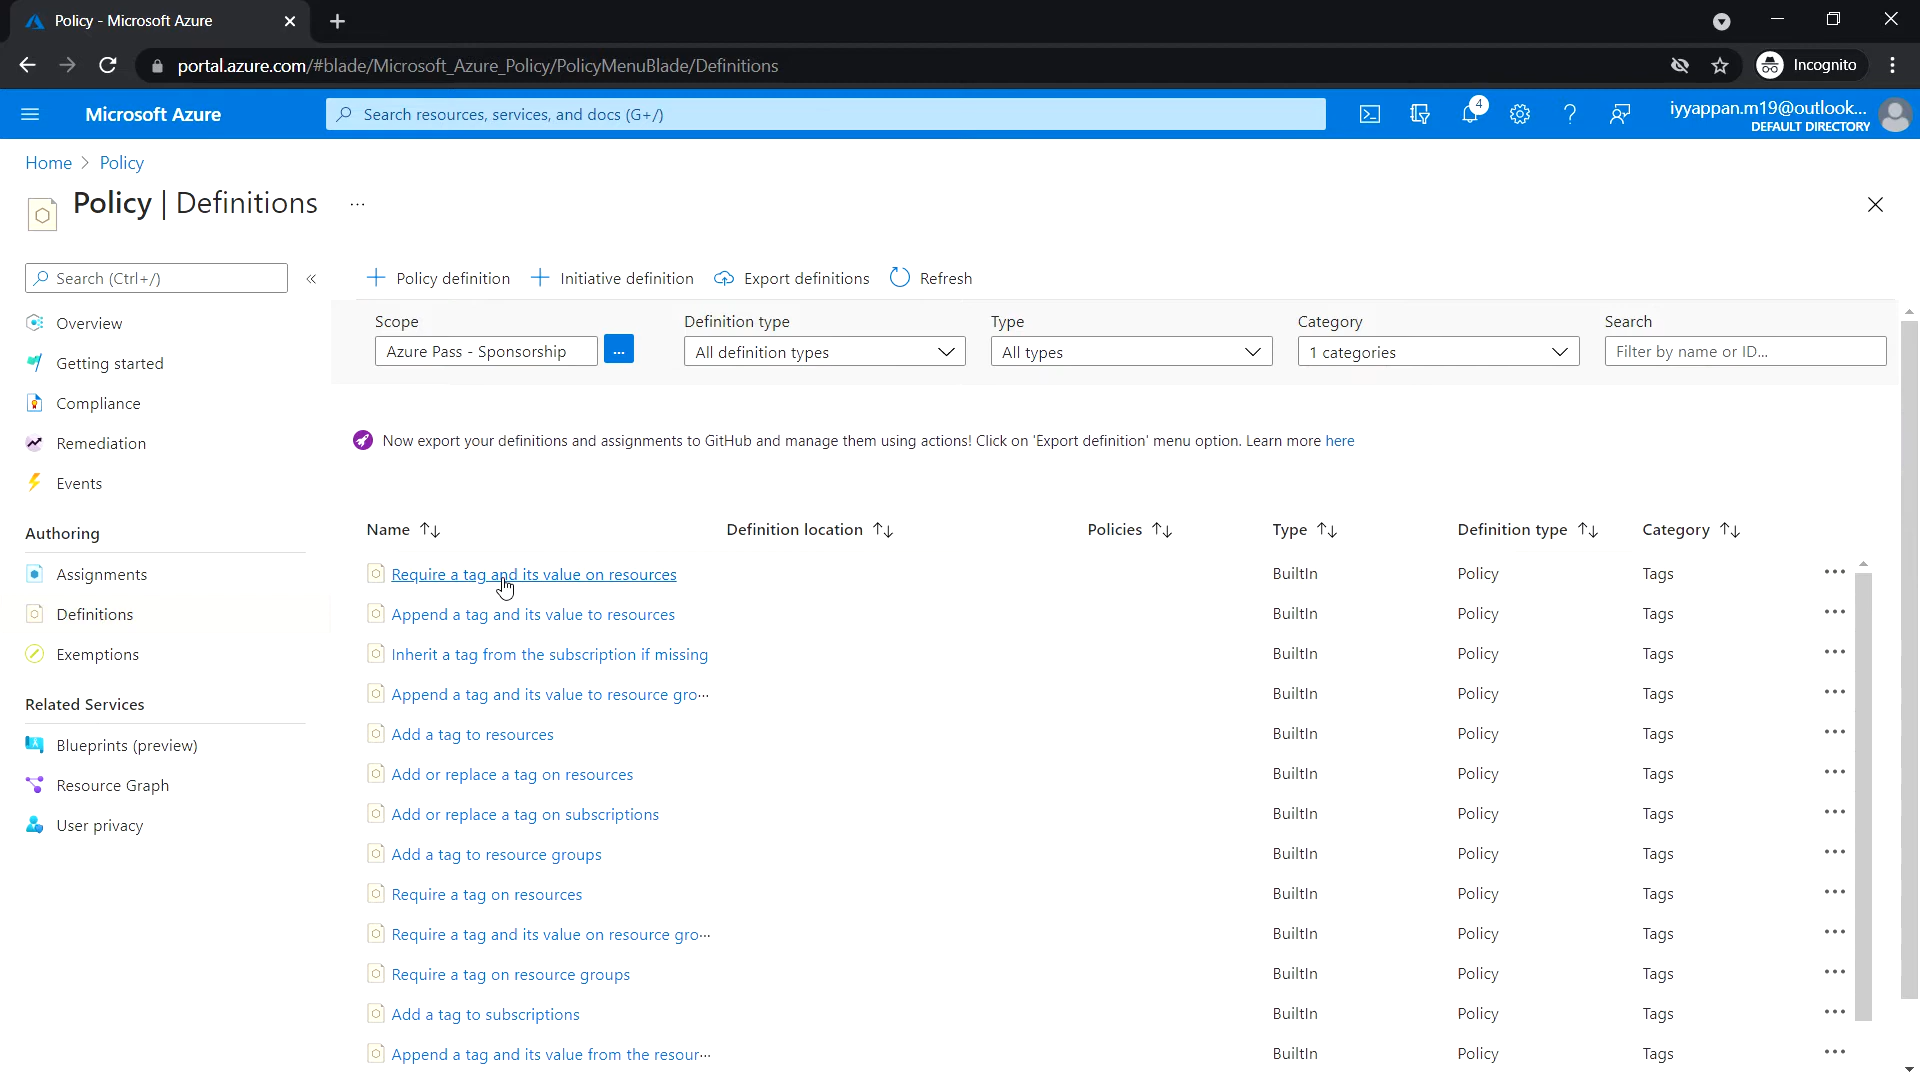 Policy - Microsoft Azure
portal.azure.com/#blade/Microsoft_Azure_Policy/PolicyMenuBlade/Definitions
Incognito
Microsoft Azure
Search resources, services, and docs (G+/)
4
iyyappan.m19@outlook...
DEFAULT DIRECTORY
Home > Policy
Policy | Definitions ...
Search (Ctrl+/)
«
Overview
Getting started
Compliance
Remediation
Events
Authoring
Assignments
Definitions
Exemptions
Related Services
Blueprints (preview)
Resource Graph
User privacy
+ Policy definition + Initiative definition Export definitions Refresh
Scope Definition type Type Category Search
Azure Pass - Sponsorship ... All definition types All types 1 categories Filter by name or ID...
Now export your definitions and assignments to GitHub and manage them using actions! Click on 'Export definition' menu option. Learn more here
Name ↑↓ Definition location ↑↓ Policies ↑↓ Type ↑↓ Definition type ↑↓ Category ↑↓
Require a tag and its value on resources BuiltIn Policy Tags ...
Append a tag and its value to resources BuiltIn Policy Tags ...
Inherit a tag from the subscription if missing BuiltIn Policy Tags ...
Append a tag and its value to resource gro... BuiltIn Policy Tags ...
Add a tag to resources BuiltIn Policy Tags ...
Add or replace a tag on resources BuiltIn Policy Tags ...
Add or replace a tag on subscriptions BuiltIn Policy Tags ...
Add a tag to resource groups BuiltIn Policy Tags ...
Require a tag on resources BuiltIn Policy Tags ...
Require a tag and its value on resource gro... BuiltIn Policy Tags ...
Require a tag on resource groups BuiltIn Policy Tags ...
Add a tag to subscriptions BuiltIn Policy Tags ...
Append a tag and its value from the resour... BuiltIn Policy Tags ...